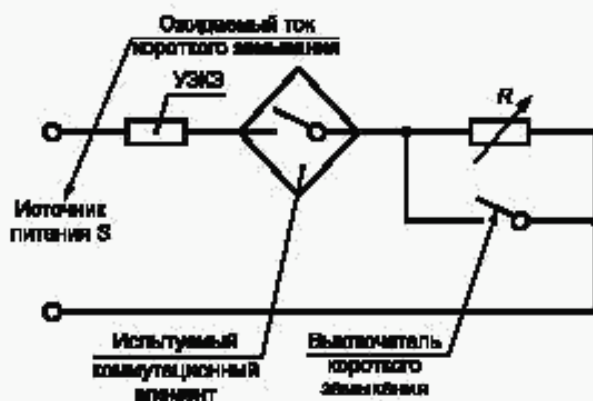 Ожидаемый ток
короткого замыкания
УЗКЗ
R
Источник
питания S
Испытуемый
коммутационный
элемент
Выключатель
короткого
замыкания